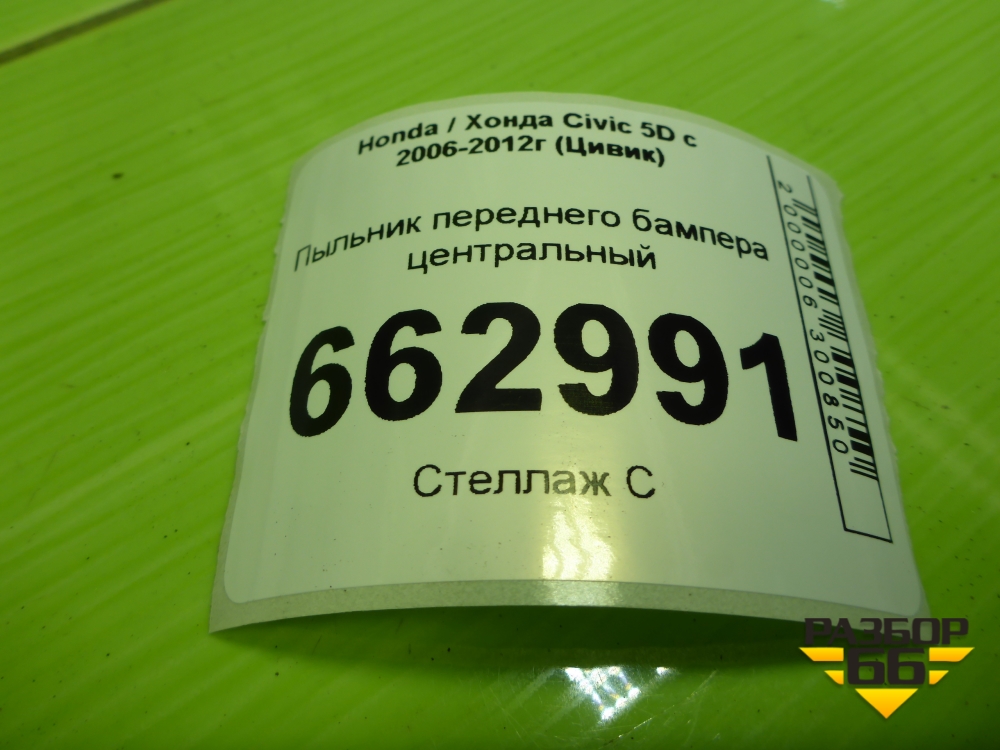 Honda / Хонда Civic 5D с
2006-2012г (Цивик)
Пыльник переднего бампера
центральный
662991
Стеллаж С
2000006300850
РАЗБОР
66